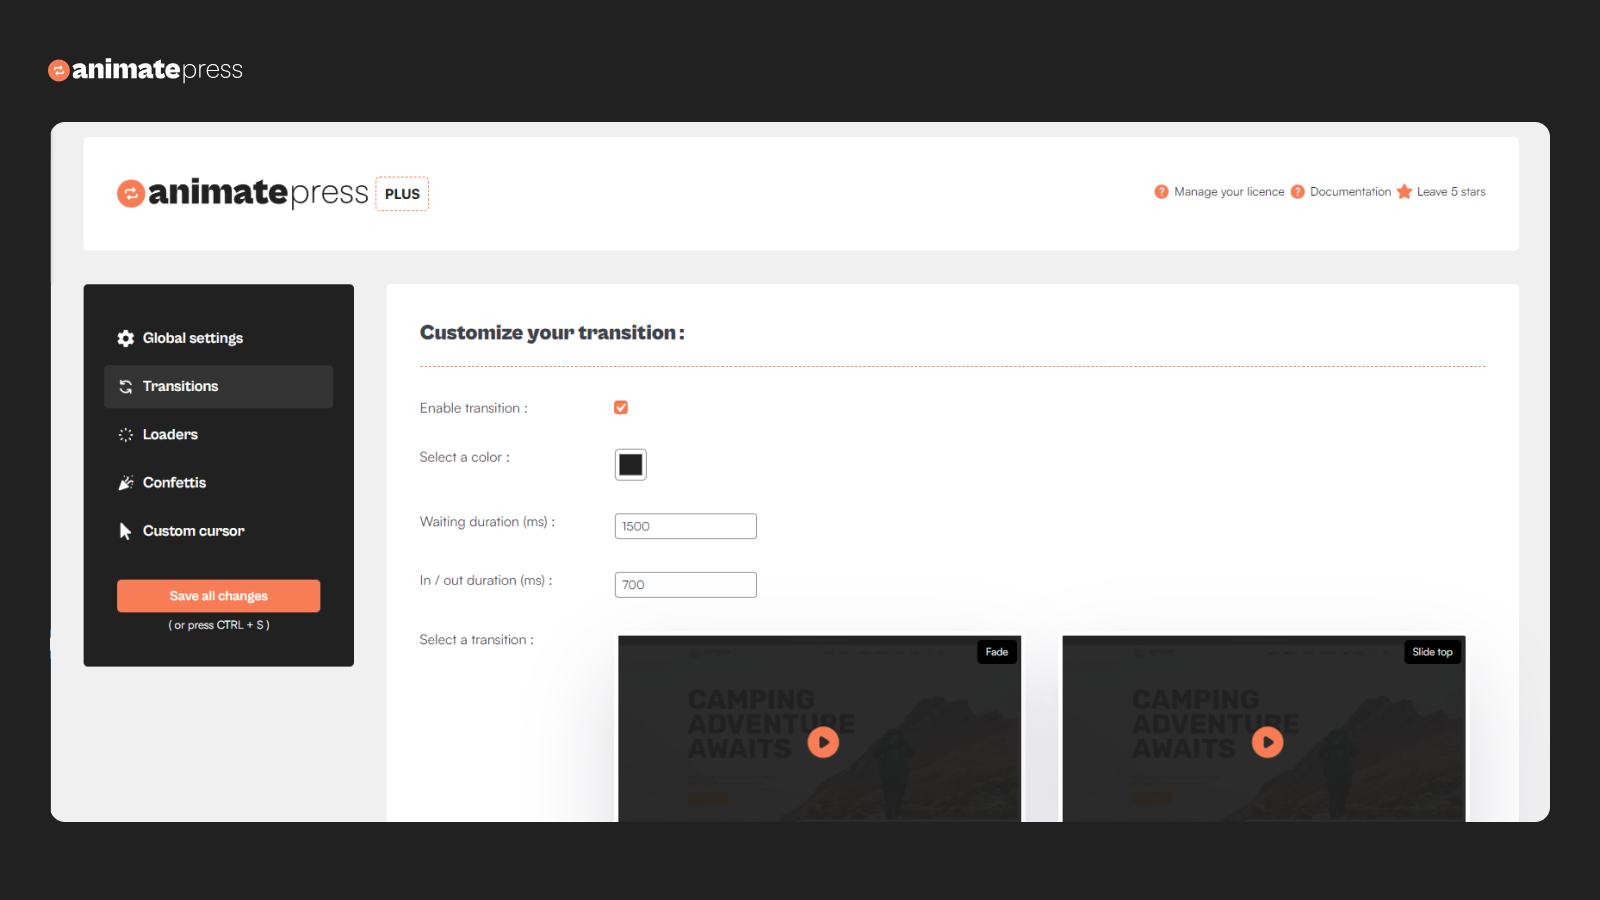 animatepress
animatepress PLUS
Manage your licence Documentation Leave 5 stars
Global settings
Transitions
Loaders
Confettis
Custom cursor
Save all changes
( or press CTRL + S )
Customize your transition :
Enable transition :
Select a color :
Waiting duration (ms) : 1500
In / out duration (ms) : 700
Select a transition :
Fade
CAMPING
ADVENTURE
AWAITS
Slide top
CAMPING
ADVENTURE
AWAITS